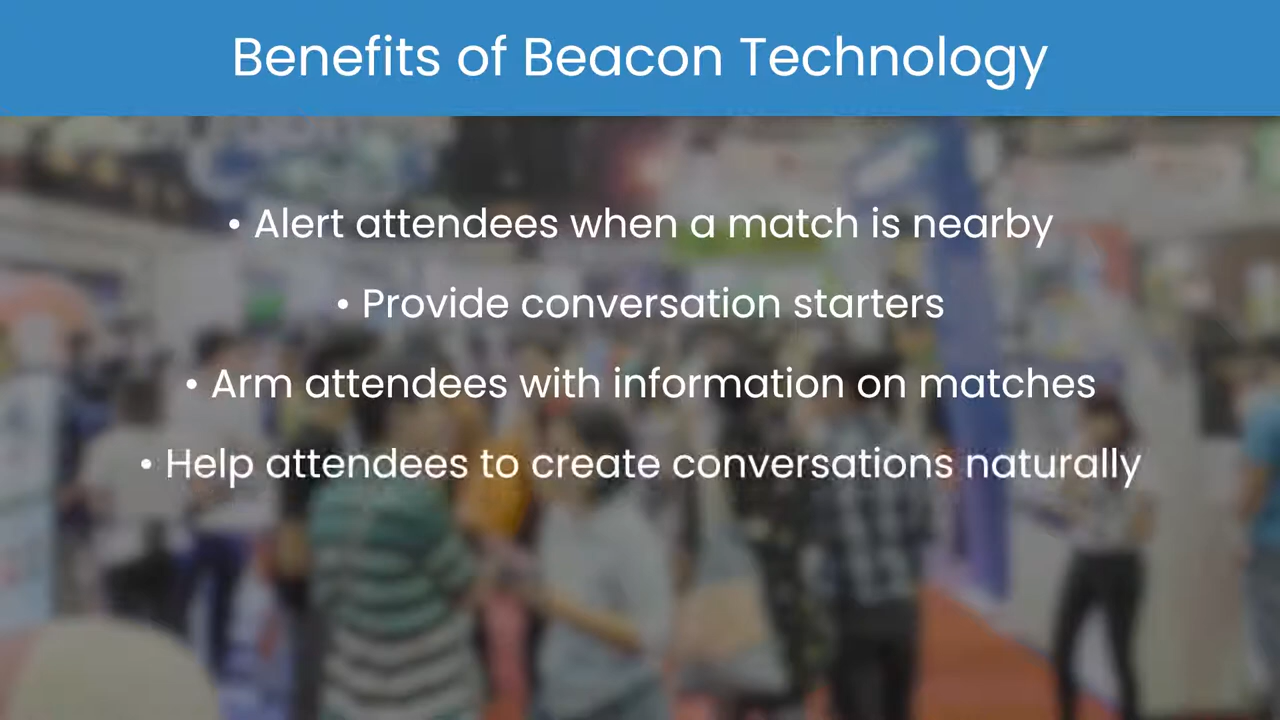 Benefits of Beacon Technology
• Alert attendees when a match is nearby
• Provide conversation starters
• Arm attendees with information on matches
• Help attendees to create conversations naturally